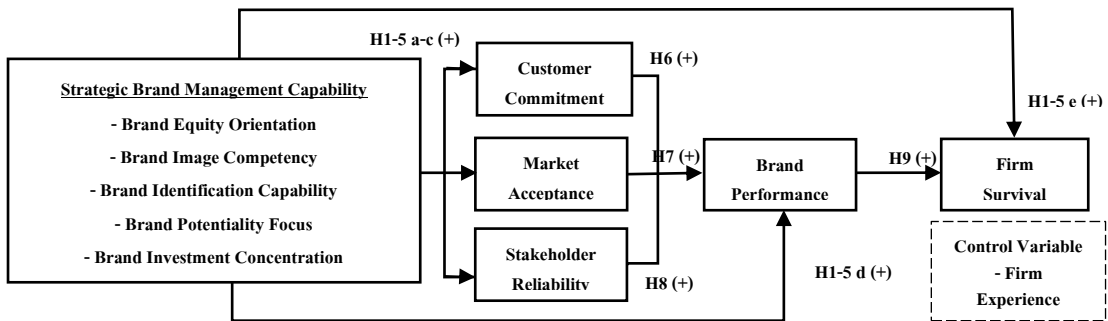 H1-5 a-c (+)
Strategic Brand Management Capability
- Brand Equity Orientation
- Brand Image Competency
- Brand Identification Capability
- Brand Potentiality Focus
- Brand Investment Concentration
Customer
Commitment
Market
Acceptance
Stakeholder
Reliability
H6 (+)
H7 (+)
H8 (+)
Brand
Performance
H1-5 d (+)
H9 (+)
H1-5 e (+)
Firm
Survival
Control Variable
- Firm
Experience